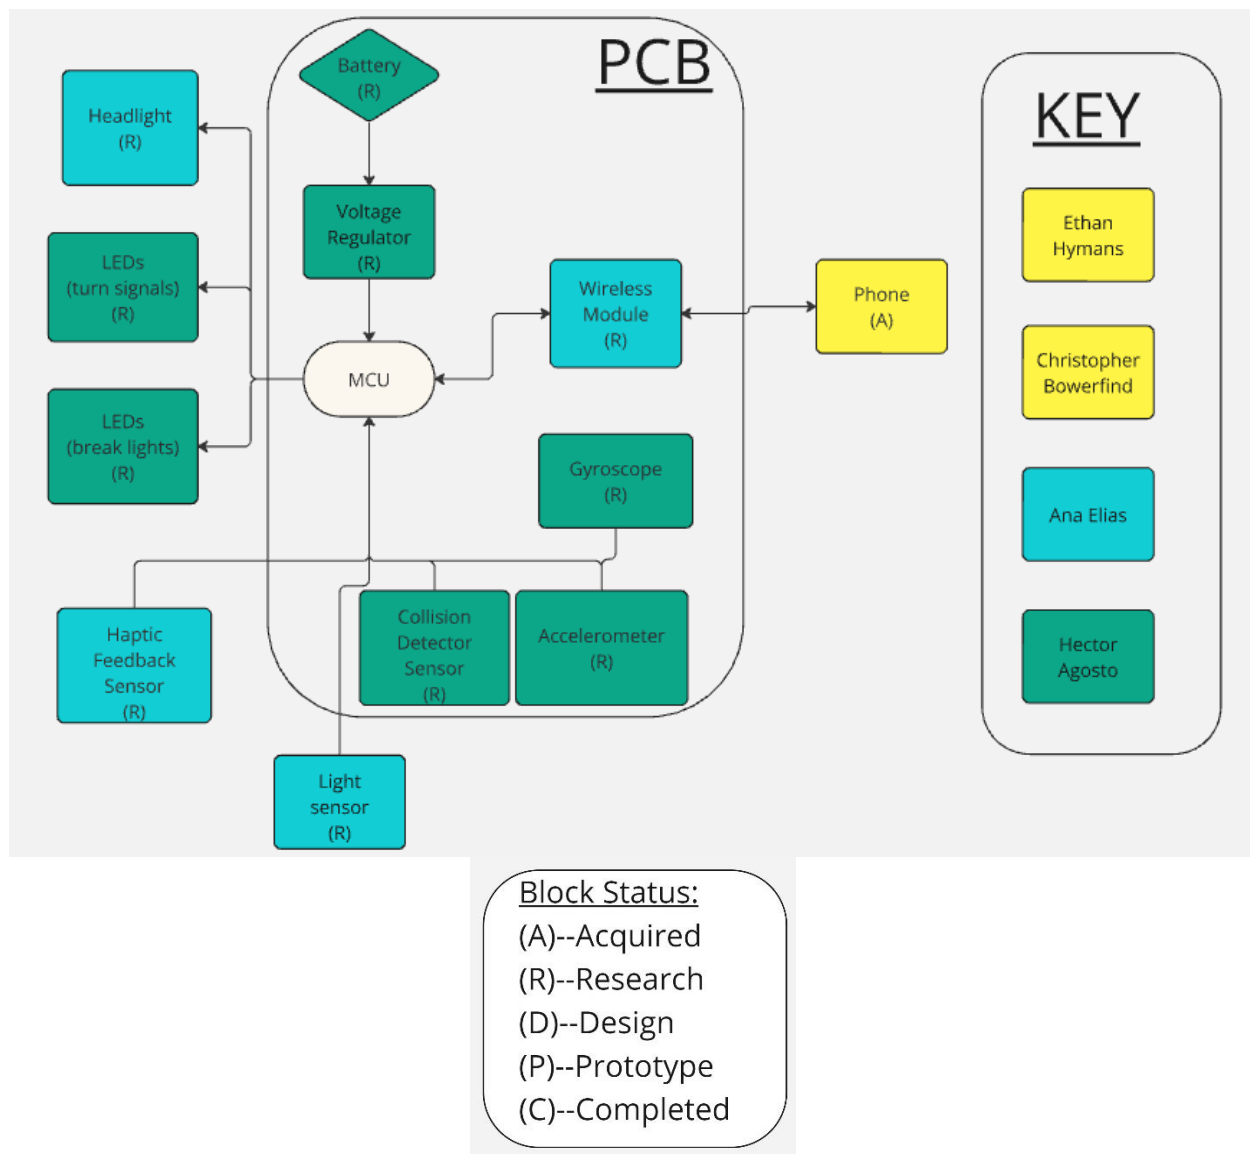 PCB
KEY
Battery
(R)
Headlight
(R)
Voltage
Regulator
(R)
LEDs
(turn signals)
(R)
Wireless
Module
(R)
Phone
(A)
MCU
LEDs
(break lights)
(R)
Gyroscope
(R)
Haptic
Feedback
Sensor
(R)
Collision
Detector
Sensor
(R)
Accelerometer
(R)
Light
sensor
(R)
Ethan
Hymans
Christopher
Bowerfind
Ana Elias
Hector
Agosto
Block Status:
(A)--Acquired
(R)--Research
(D)--Design
(P)--Prototype
(C)--Completed